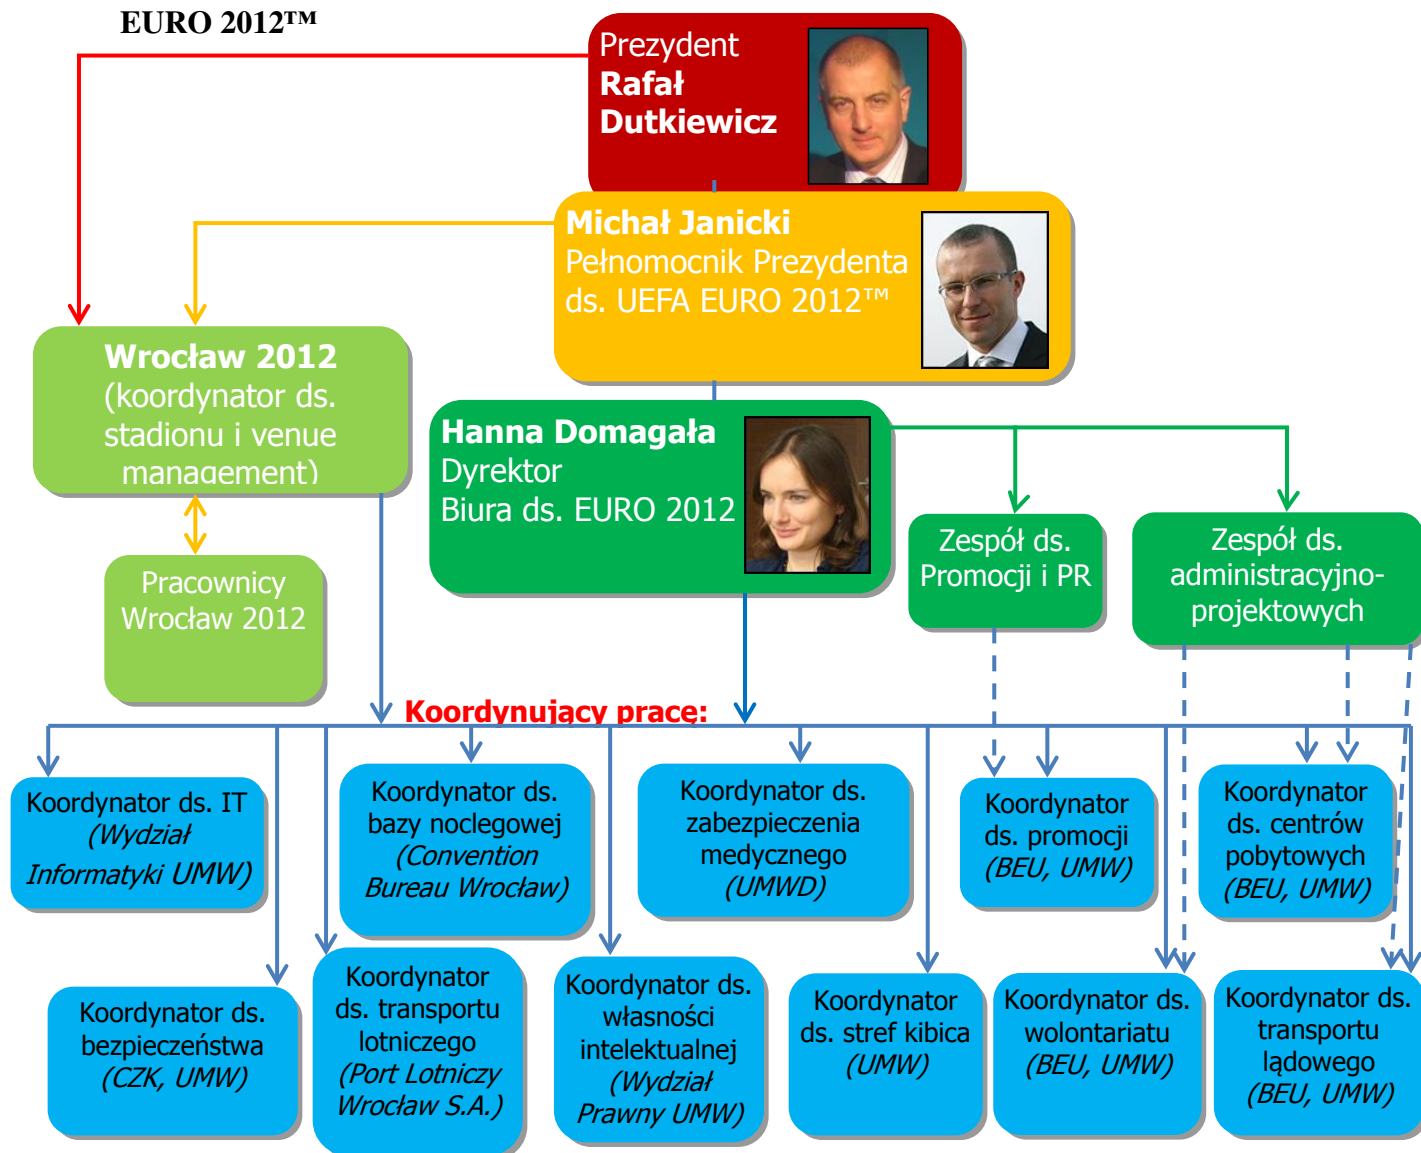 EURO 2012™
Prezydent
Rafał
Dutkiewicz
Michał Janicki
Pełnomocnik Prezydenta
ds. UEFA EURO 2012™
Wrocław 2012
(koordynator ds.
stadionu i venue
management)
Hanna Domagała
Dyrektor
Biura ds. EURO 2012
Zespół ds.
Promocji i PR
Zespół ds.
administracyjno-
projektowych
Pracownicy
Wrocław 2012
Koordynujący pracę:
Koordynator ds. IT
(Wydział
Informatyki UMW)
Koordynator ds.
bazy noclegowej
(Convention
Bureau Wrocław)
Koordynator ds.
zabezpieczenia
medycznego
(UMWD)
Koordynator
ds. promocji
(BEU, UMW)
Koordynator
ds. centrów
pobytowych
(BEU, UMW)
Koordynator ds.
bezpieczeństwa
(CZK, UMW)
Koordynator
ds. transportu
lotniczego
(Port Lotniczy
Wrocław S.A.)
Koordynator ds.
własności
intelektualnej
(Wydział
Prawny UMW)
Koordynator
ds. stref kibica
(UMW)
Koordynator ds.
wolontariatu
(BEU, UMW)
Koordynator ds.
transportu
lądowego
(BEU, UMW)